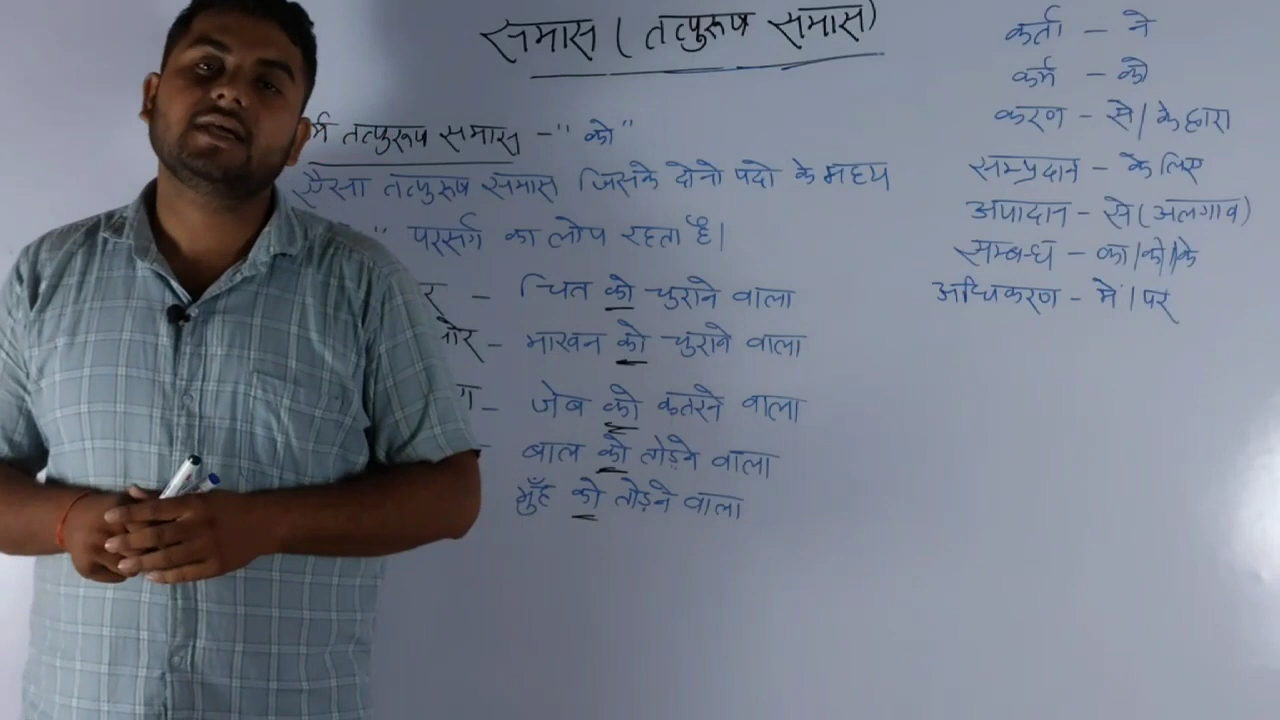 समास ( तत्पुरूष समास)
र्म तत्पुरूष समास - " को "
ऐसा तत्पुरूष समास जिसके दोनो पदो के मध्य
" परसर्ग का लोप रहता है।
र - चित को चुराने वाला
ोर - माखन को चुराने वाला
- जेब को कतरने वाला
- बाल को तोड़ने वाला
मुँह को तोड़ने वाला
कर्ता - ने
कर्म - को
करण - से | के द्वारा
सम्प्रदान - के लिए
अपादान - से (अलगाव)
सम्बन्ध - का|की|के
अधिकरण - मे | पर